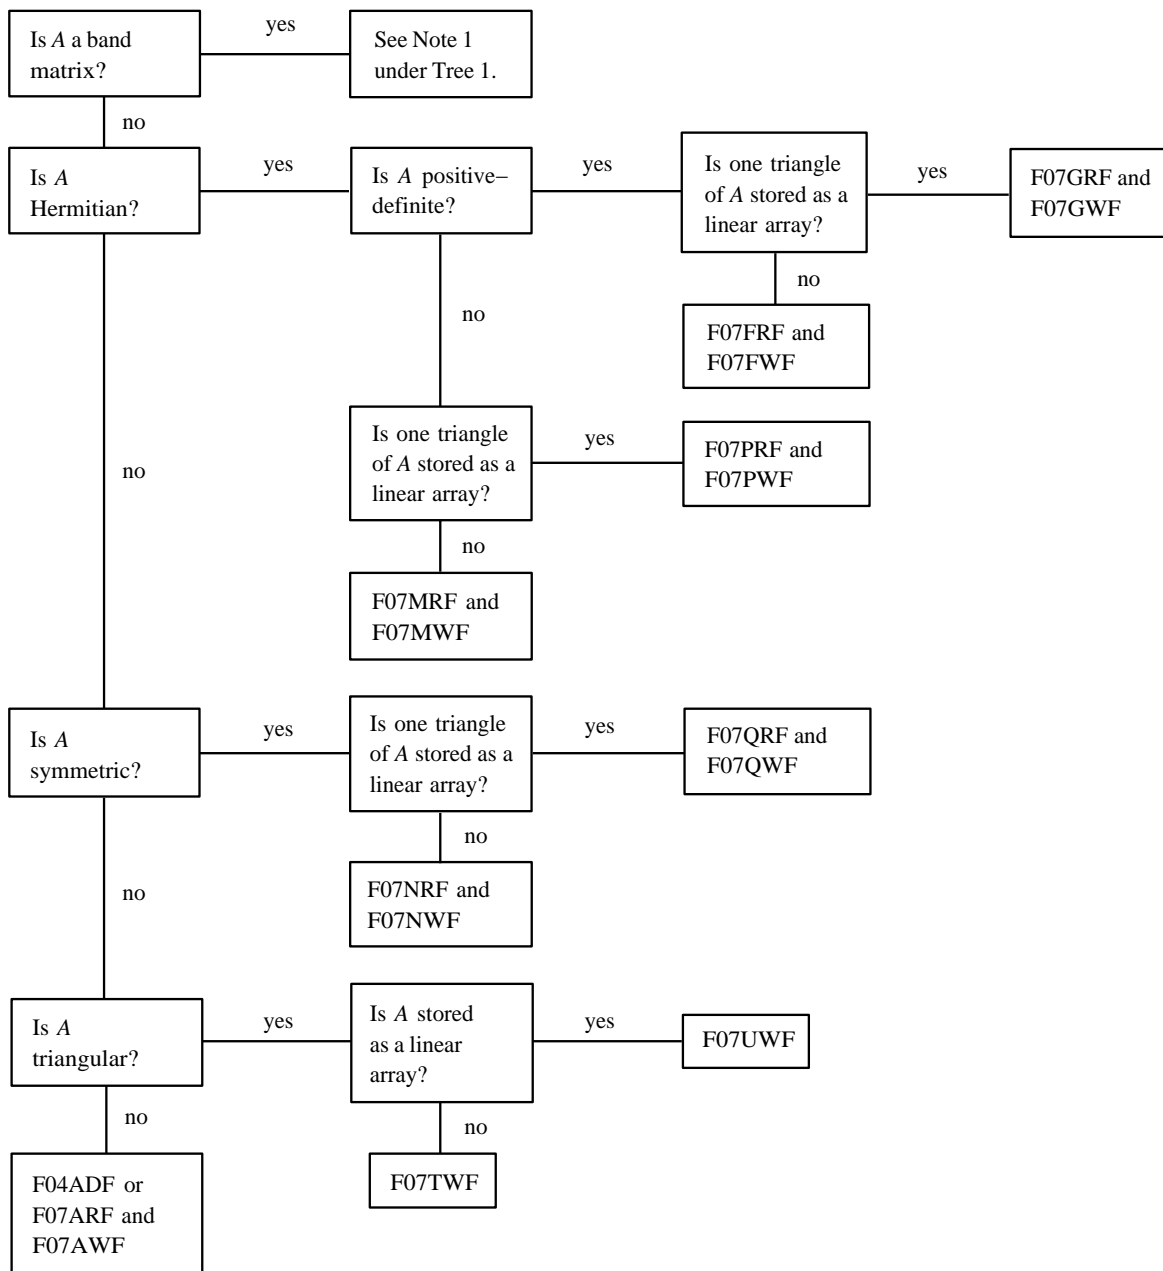 Is A a band
matrix?
yes
See Note 1
under Tree 1.
no
Is A
Hermitian?
yes
Is A positive–
definite?
yes
Is one triangle
of A stored as a
linear array?
yes
F07GRF and
F07GWF
no
F07FRF and
F07FWF
no
Is one triangle
of A stored as a
linear array?
yes
F07PRF and
F07PWF
no
F07MRF and
F07MWF
no
Is A
symmetric?
yes
Is one triangle
of A stored as a
linear array?
yes
F07QRF and
F07QWF
no
F07NRF and
F07NWF
no
Is A
triangular?
yes
Is A stored
as a linear
array?
yes
F07UWF
no
F07TWF
no
F04ADF or
F07ARF and
F07AWF